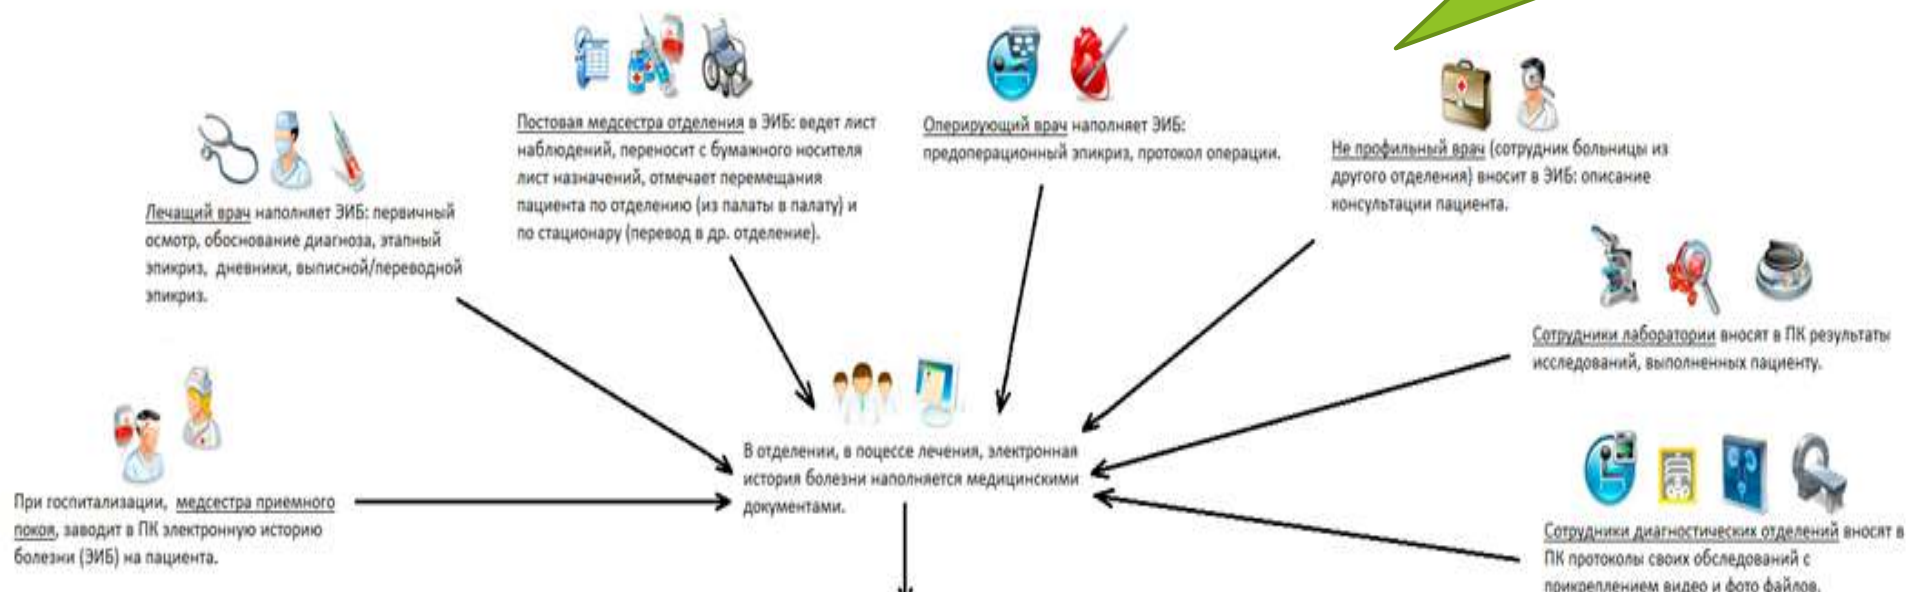 Постовая медсестра отделения в ЭИБ: ведет лист
наблюдений, переносит с бумажного носителя
лист назначений, отмечает перемещания
пациента по отделению (из палаты в палату) и
по стационару (перевод в др. отделение).
Оперирующий врач наполняет ЭИБ:
предоперационный эпикриз, протокол операции.
Не профильный врач (сотрудник больницы из
другого отделения) вносит в ЭИБ: описание
консультации пациента.
Лечащий врач наполняет ЭИБ: первичный
осмотр, обоснование диагноза, этапный
эпикриз, дневники, выписной/переводной
эпикриз.
Сотрудники лаборатории вносят в ПК результаты
исследований, выполненных пациенту.
В отделении, в поцессе лечения, электронная
история болезни наполняется медицинскими
документами.
При госпитализации, медсестра приемного
покоя, заводит в ПК электронную историю
болезни (ЭИБ) на пациента.
Сотрудники диагностических отделений вносят в
ПК протоколы своих обследований с
прикреплением видео и фото файлов.